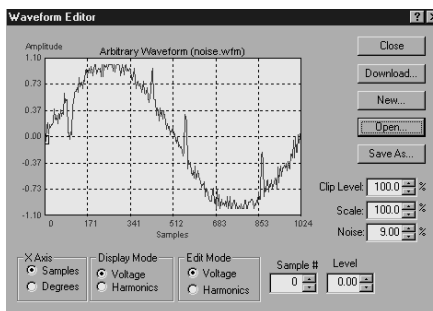 Waveform Editor
Amplitude
Arbitrary Waveform (noise.wfm)
1.10
0.73
0.37
0.00
-0.37
-0.73
-1.10
0 171 341 512 683 853 1024
Samples
Close
Download...
New...
Open...
Save As...
Clip Level: 100.0 %
Scale: 100.0 %
Noise: 9.00 %
X Axis
Samples
Degrees
Display Mode
Voltage
Harmonics
Edit Mode
Voltage
Harmonics
Sample # Level
0 0.00